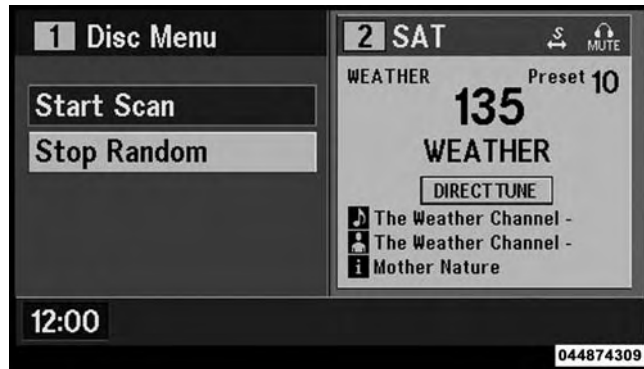 1 Disc Menu
Start Scan
Stop Random
2 SAT
S
MUTE
WEATHER
Preset 10
135
WEATHER
DIRECT TUNE
The Weather Channel -
The Weather Channel -
i Mother Nature
12:00
044874309